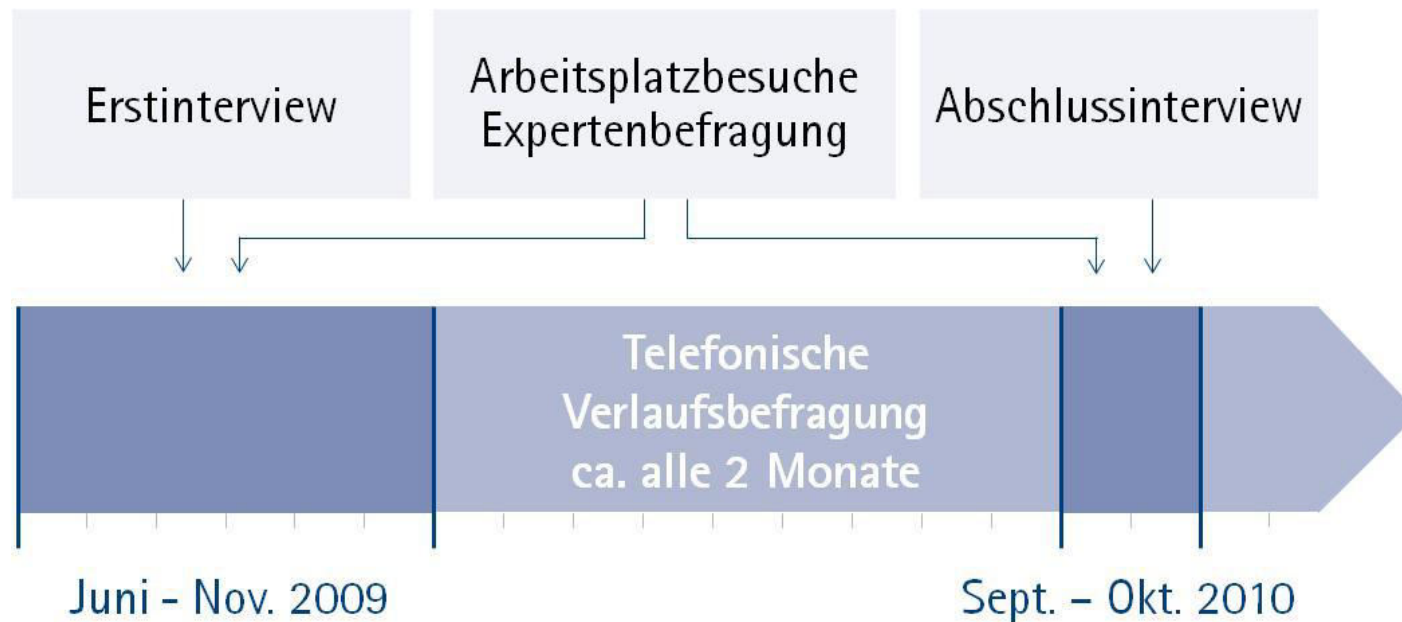 Erstinterview
Arbeitsplatzbesuche
Expertenbefragung
Abschlussinterview
Telefonische
Verlaufsbefragung
ca. alle 2 Monate
Juni - Nov. 2009
Sept. – Okt. 2010